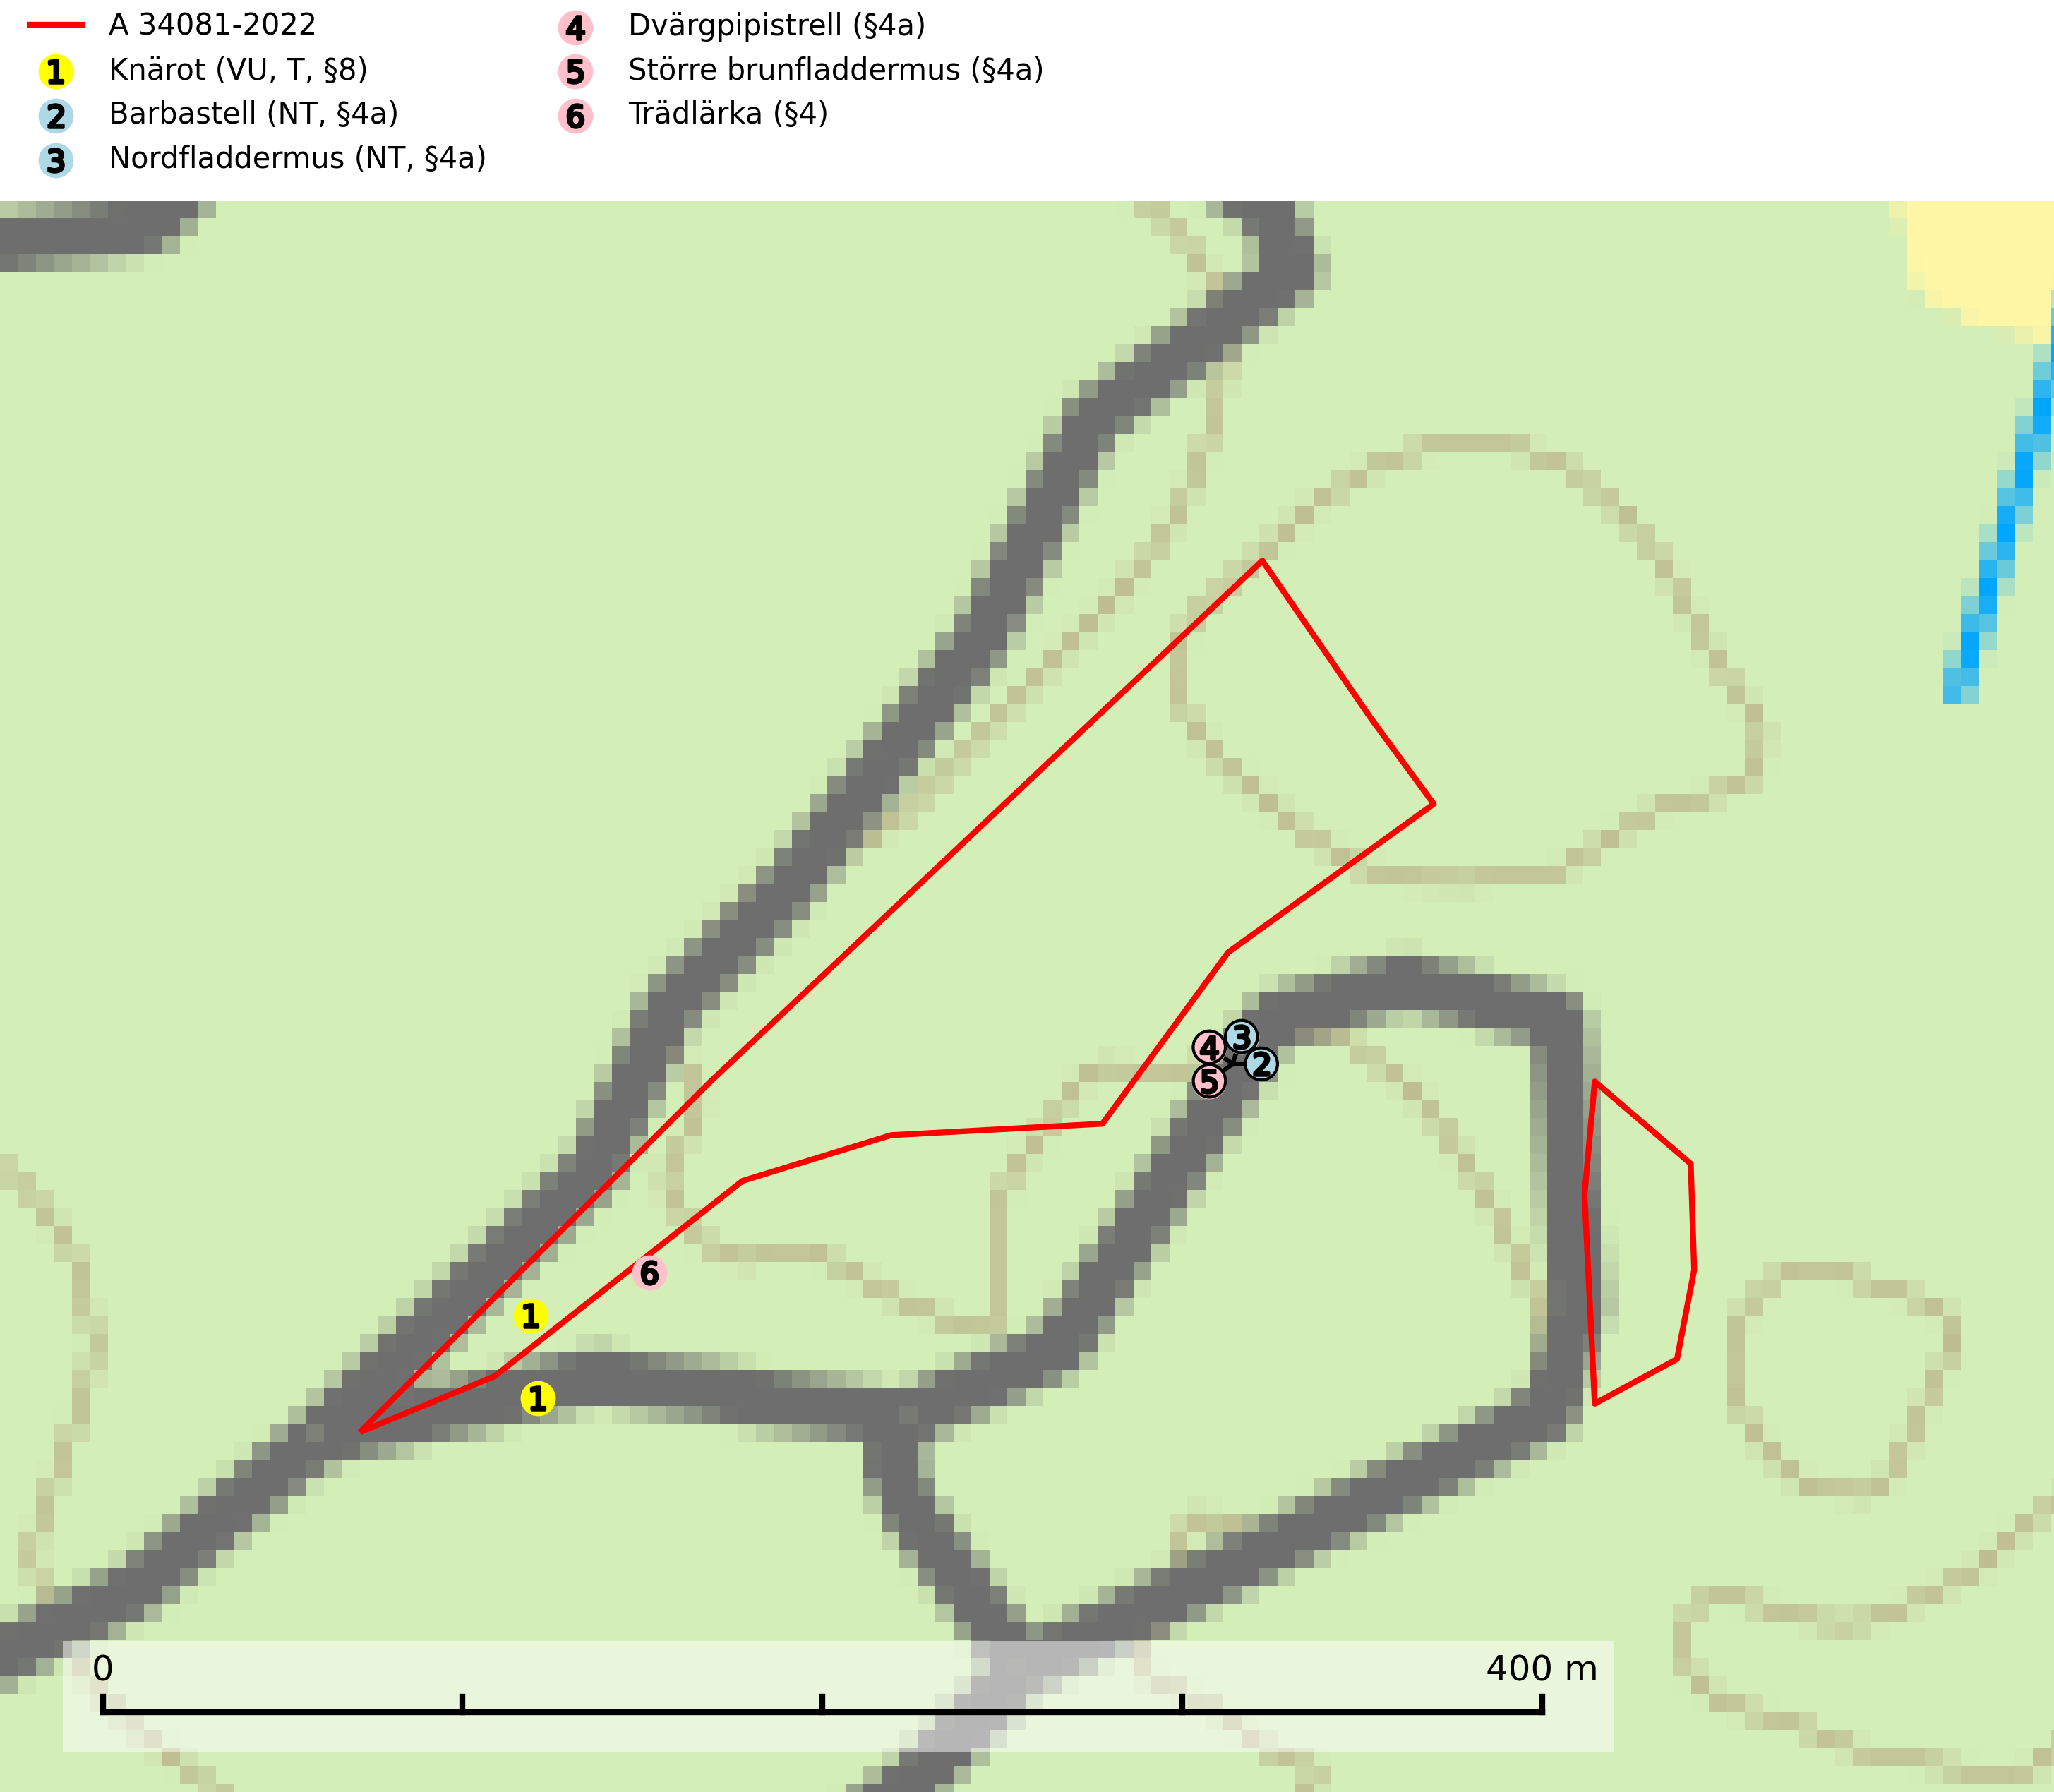 A 34081-2022
1 Knärot (VU, T, §8)
2 Barbastell (NT, §4a)
3 Nordfladdermus (NT, §4a)
4 Dvärgpipistrell (§4a)
5 Större brunfladdermus (§4a)
6 Trädlärka (§4)
4 3
2
5
6
1
1
0 400 m